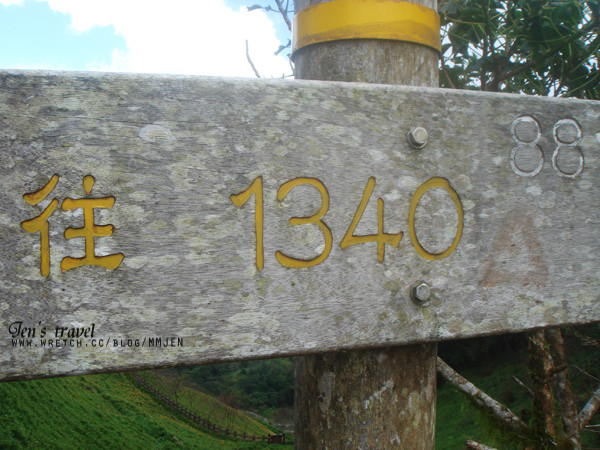 往 1340 88
Jen's travel
WWW.WRETCH.CC/BLOG/MMJEN